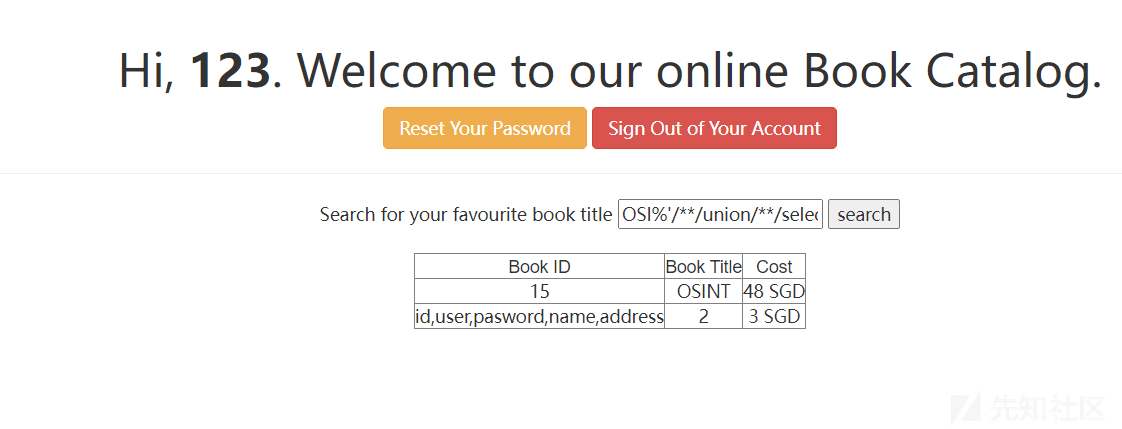 Hi, 123. Welcome to our online Book Catalog.
Reset Your Password Sign Out of Your Account
Search for your favourite book title OSI%'/**/union/**/selec search
Book ID Book Title Cost
15 OSINT 48 SGD
id,user,pasword,name,address 2 3 SGD
先知社区